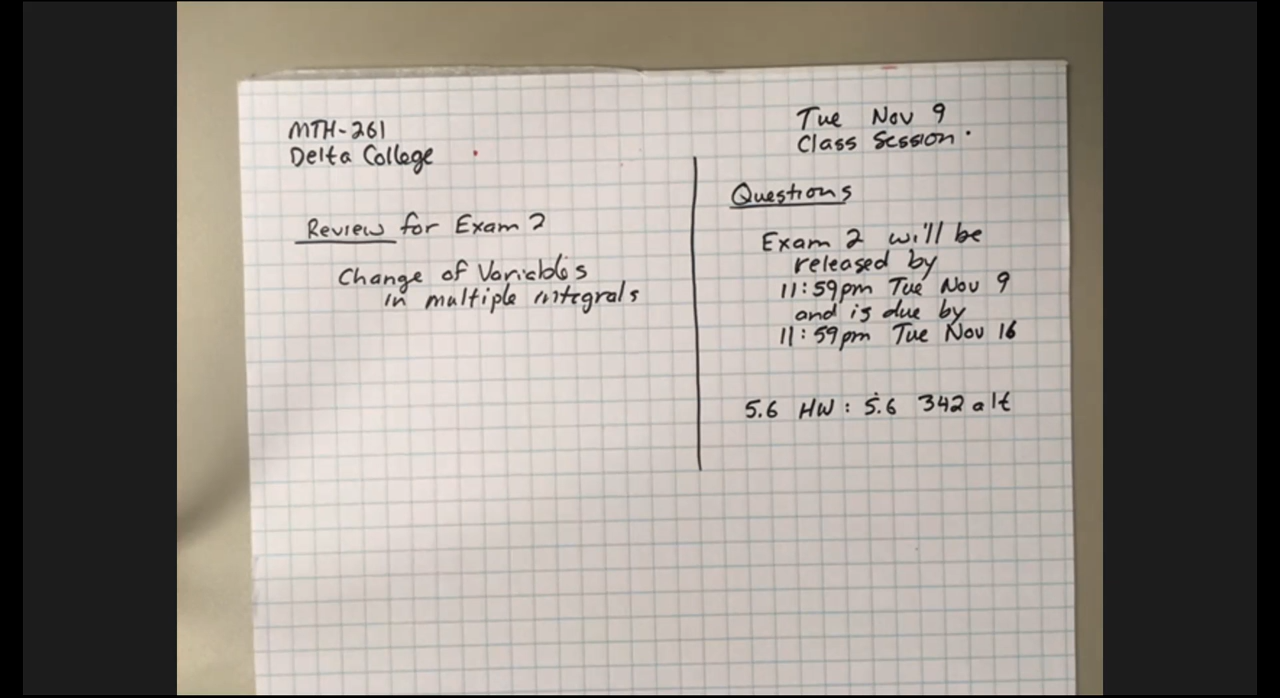 MTH-261
Delta College
Tue Nov 9
Class Session
Review for Exam 2
Change of Variables
in multiple integrals
Questions
Exam 2 will be
released by
11:59pm Tue Nov 9
and is due by
11:59pm Tue Nov 16
5.6 HW: 5.6 342 alt